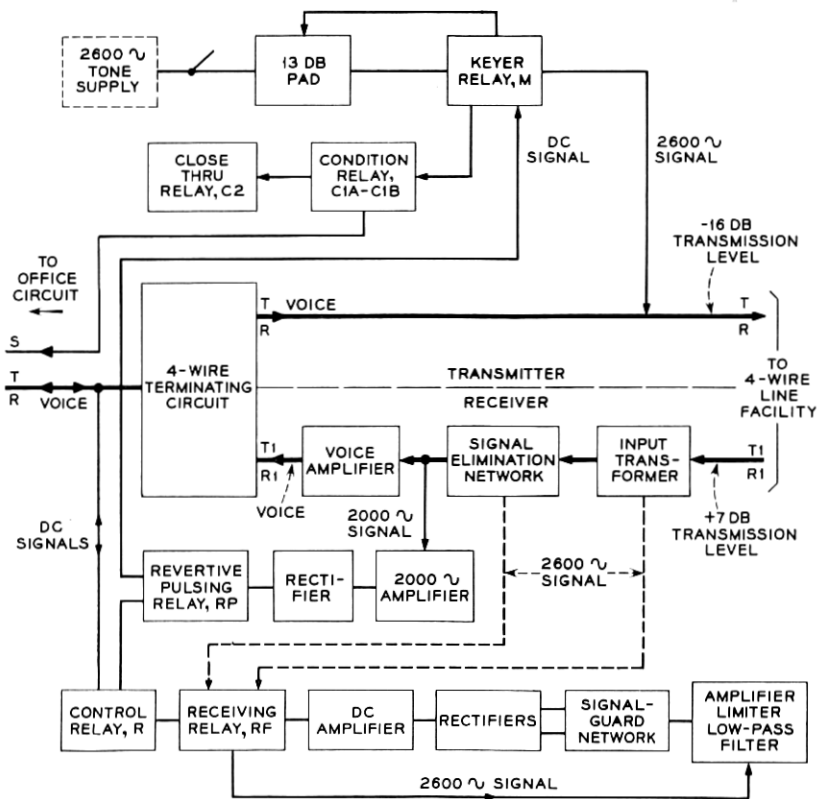 2600 ∿
TONE
SUPPLY
13 DB
PAD
KEYER
RELAY, M
CLOSE
THRU
RELAY, C2
CONDITION
RELAY,
C1A-C1B
DC
SIGNAL
2600 ∿
SIGNAL
-16 DB
TRANSMISSION
LEVEL
TO
OFFICE
CIRCUIT
S
T
R
VOICE
4-WIRE
TERMINATING
CIRCUIT
T
R
VOICE
T
R
TRANSMITTER
RECEIVER
TO
4-WIRE
LINE
FACILITY
T1
R1
VOICE
VOICE
AMPLIFIER
SIGNAL
ELIMINATION
NETWORK
INPUT
TRANS-
FORMER
T1
R1
+7 DB
TRANSMISSION
LEVEL
DC
SIGNALS
2000 ∿
SIGNAL
REVERTIVE
PULSING
RELAY, RP
RECTI-
FIER
2000 ∿
AMPLIFIER
2600 ∿
SIGNAL
CONTROL
RELAY, R
RECEIVING
RELAY, RF
DC
AMPLIFIER
RECTIFIERS
SIGNAL-
GUARD
NETWORK
AMPLIFIER
LIMITER
LOW-PASS
FILTER
2600 ∿ SIGNAL